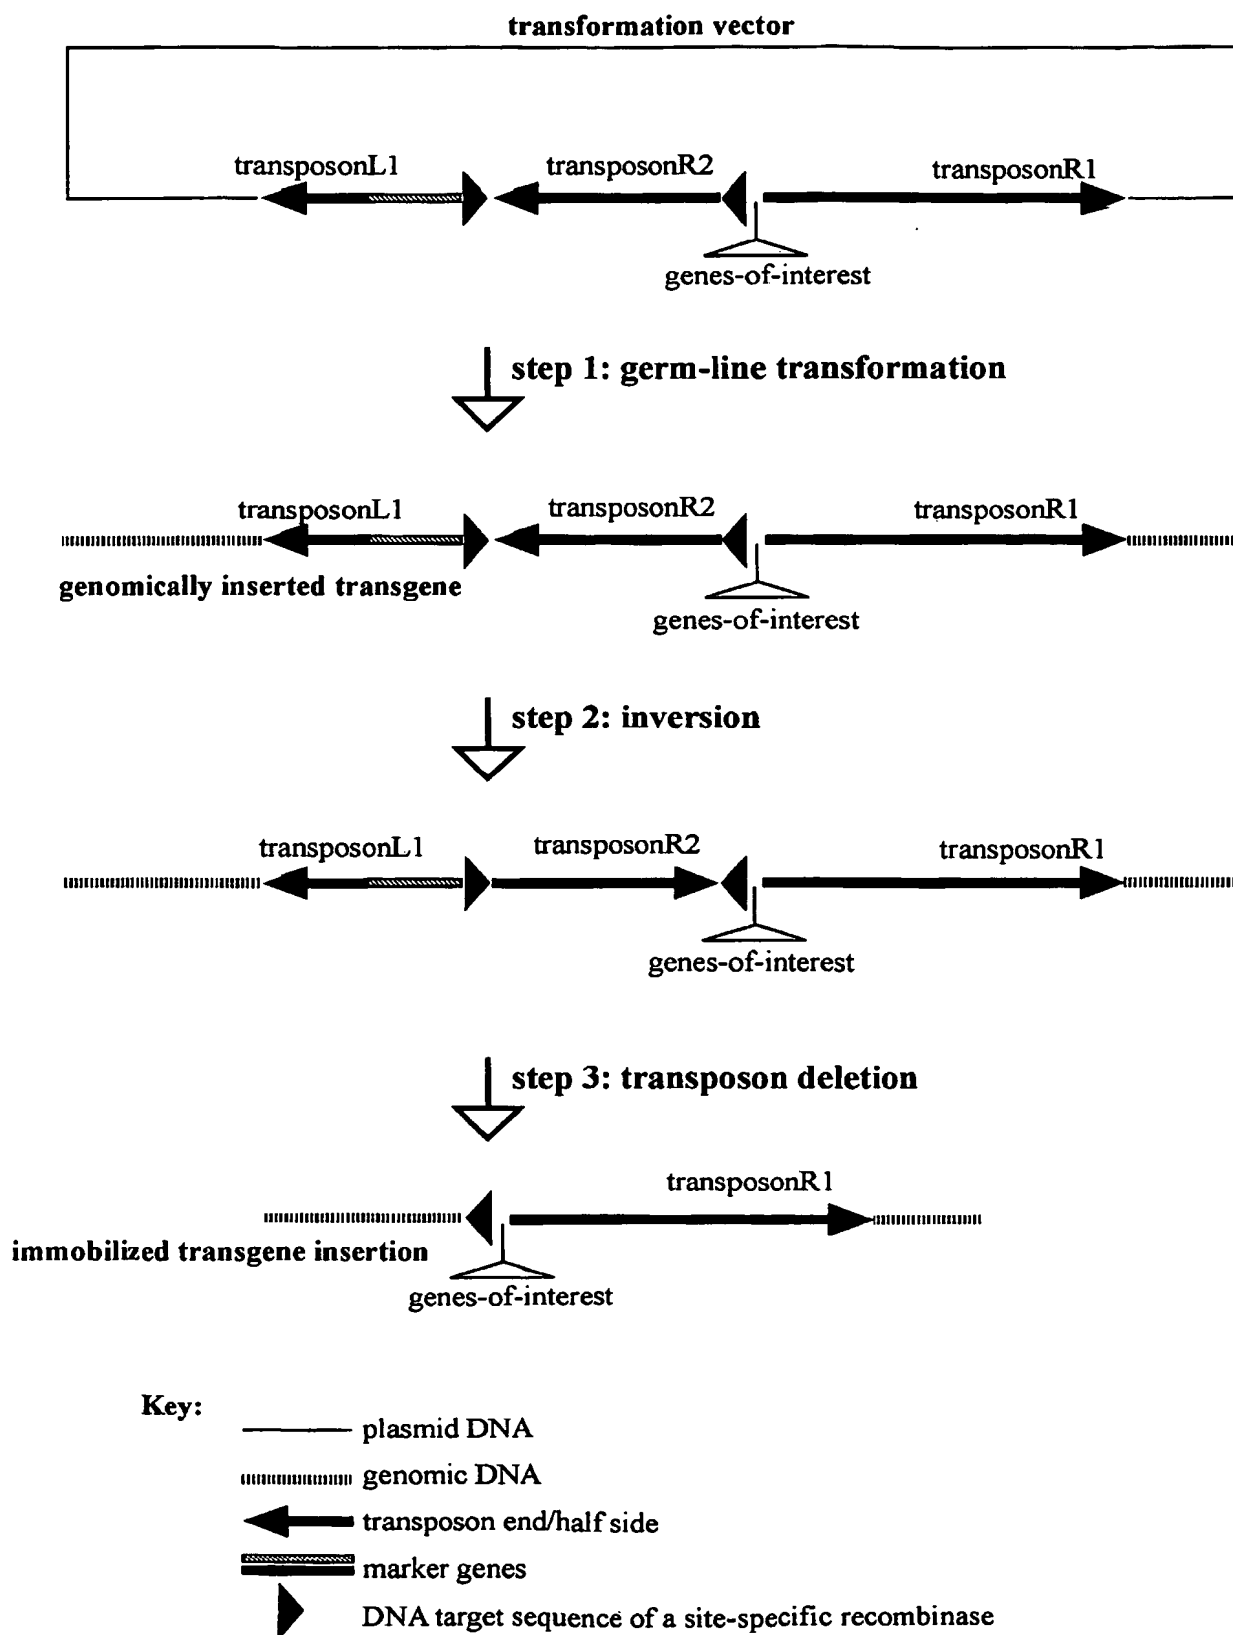 transformation vector
transposonL1
transposonR2
transposonR1
genes-of-interest
step 1: germ-line transformation
transposonL1
transposonR2
transposonR1
genomically inserted transgene
genes-of-interest
step 2: inversion
transposonL1
transposonR2
transposonR1
genes-of-interest
step 3: transposon deletion
transposonR1
immobilized transgene insertion
genes-of-interest
Key:
plasmid DNA
genomic DNA
transposon end/half side
marker genes
DNA target sequence of a site-specific recombinase